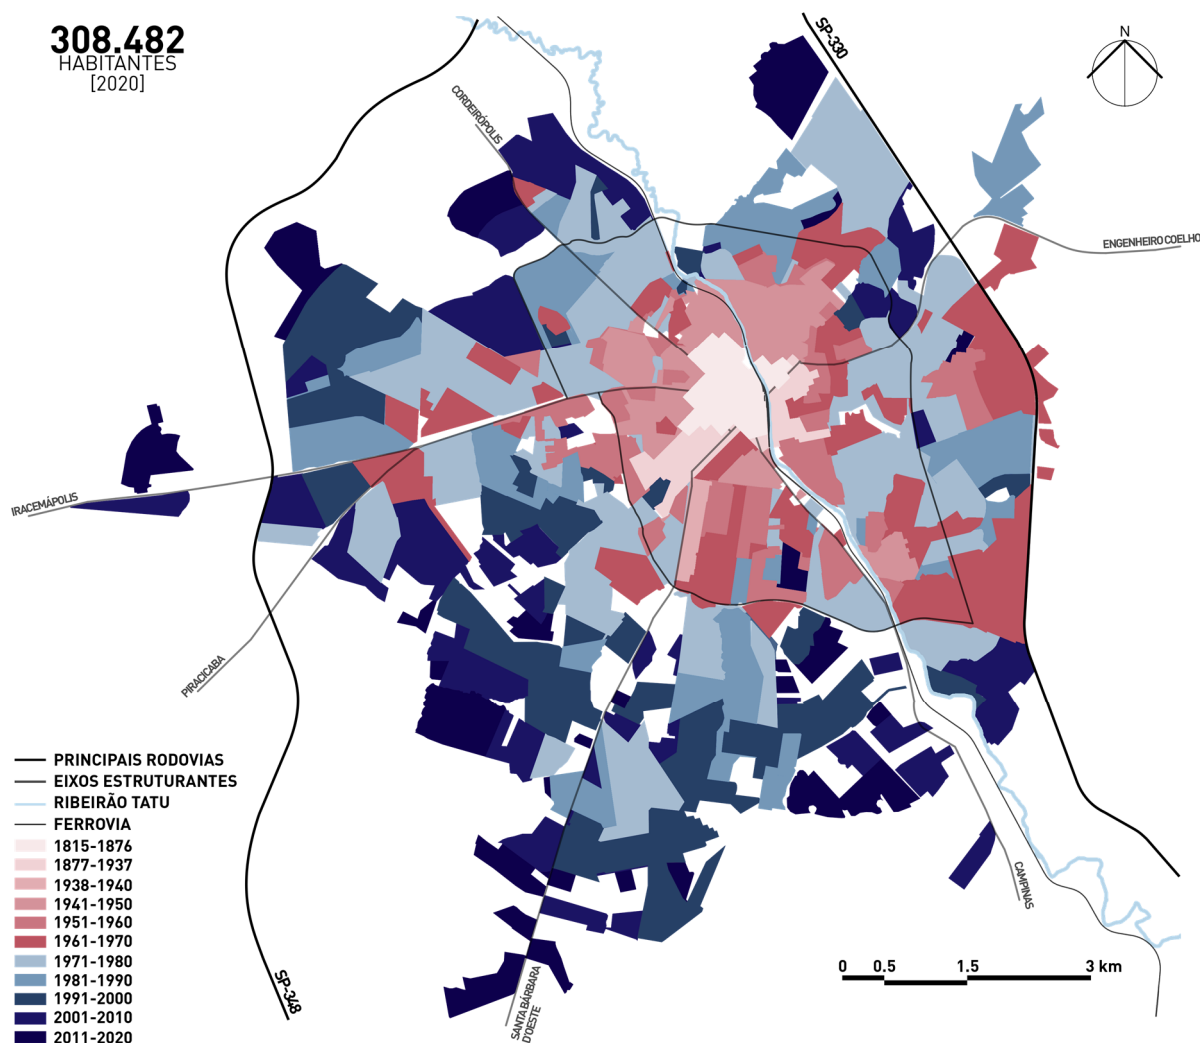 308.482
HABITANTES
[2020]
SP-330
N
CORDEIRÓPOLIS
ENGENHEIRO COELHO
IRACEMÁPOLIS
PIRACICABA
PRINCIPAIS RODOVIAS
EIXOS ESTRUTURANTES
RIBEIRÃO TATU
FERROVIA
1815-1876
1877-1937
1938-1940
1941-1950
1951-1960
1961-1970
1971-1980
1981-1990
1991-2000
2001-2010
2011-2020
SP-348
SANTA BÁRBARA
D'OESTE
CAMPINAS
0 0.5 1.5 3 km